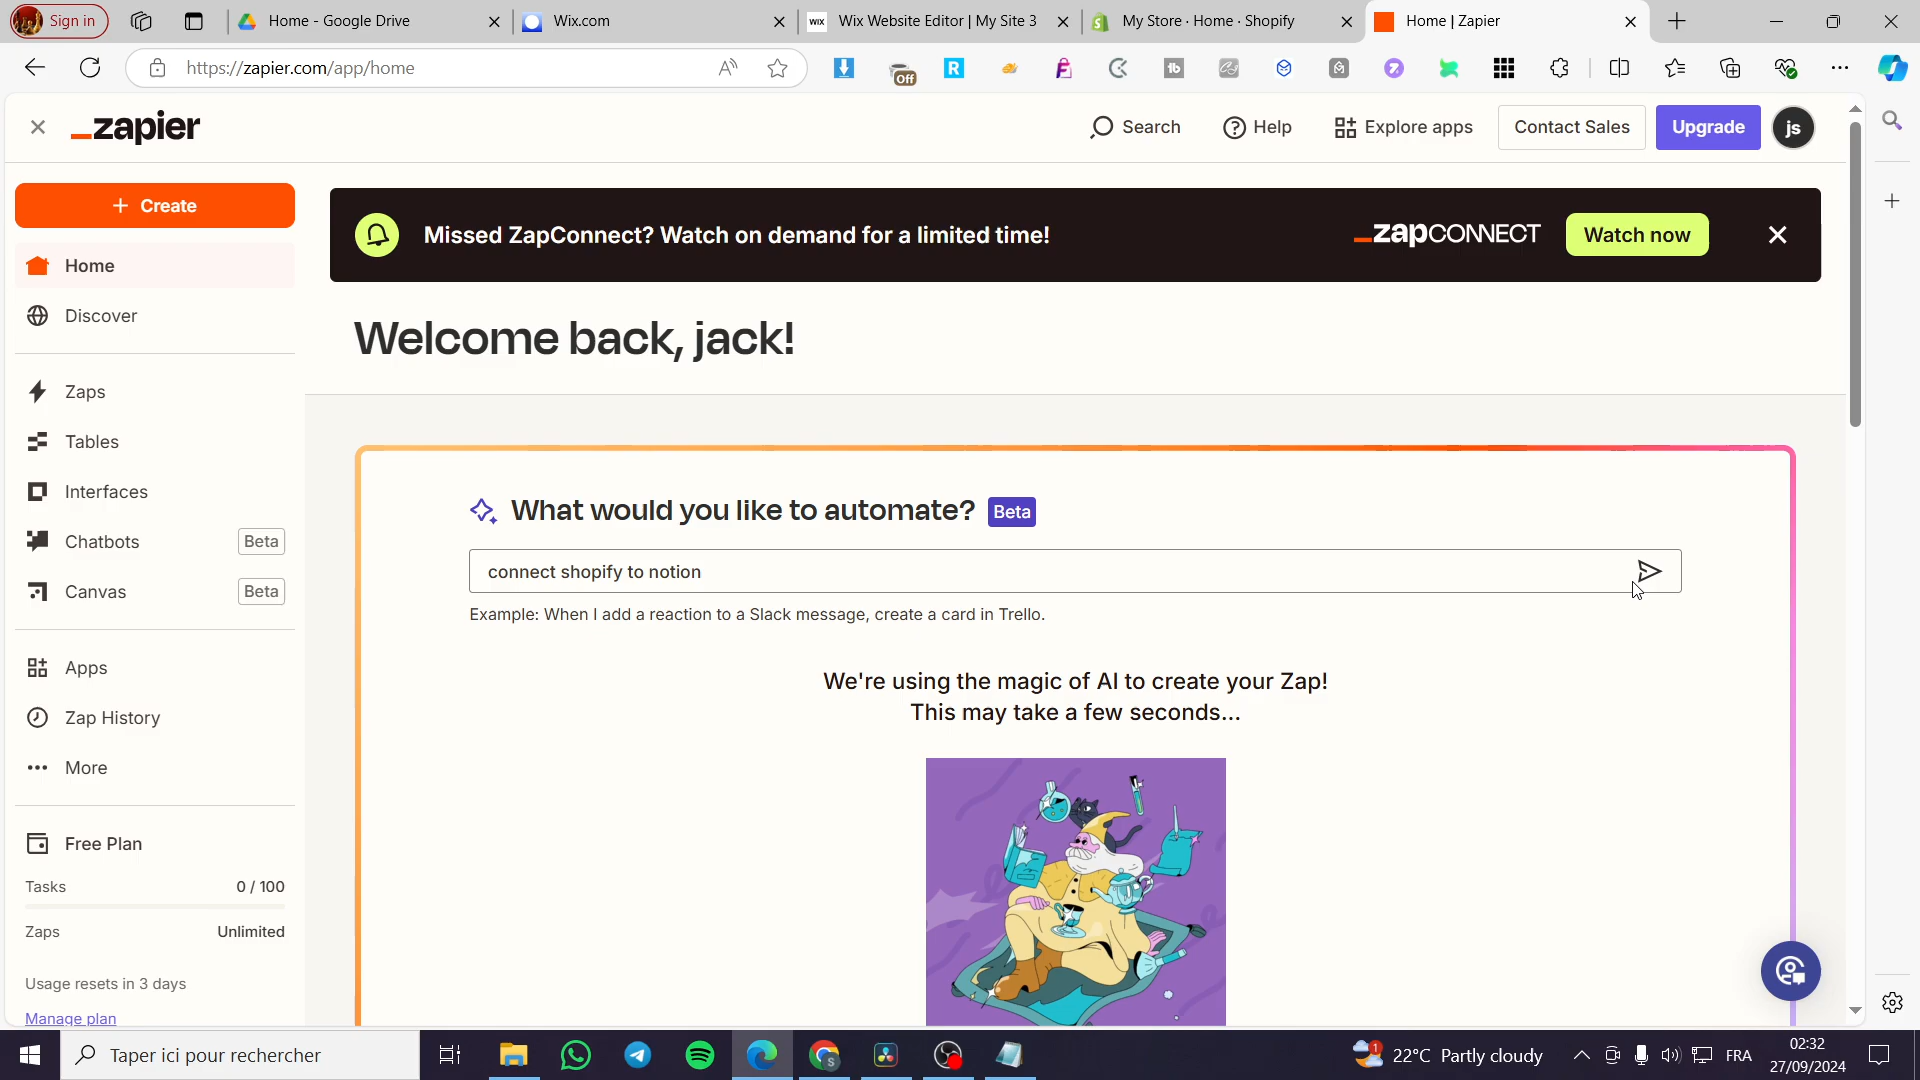 Sign in
Home - Google Drive
Wix.com
WIX Wix Website Editor | My Site 3
My Store · Home · Shopify
Home | Zapier
https://zapier.com/app/home
Off
zapier
Search
Help
Explore apps
Contact Sales
Upgrade
js
+ Create
Home
Discover
Zaps
Tables
Interfaces
Chatbots Beta
Canvas Beta
Apps
Zap History
More
Free Plan
Tasks 0 / 100
Zaps Unlimited
Usage resets in 3 days
Manage plan
Missed ZapConnect? Watch on demand for a limited time!
zapCONNECT
Watch now
Welcome back, jack!
What would you like to automate? Beta
connect shopify to notion
Example: When I add a reaction to a Slack message, create a card in Trello.
We're using the magic of AI to create your Zap!
This may take a few seconds...
Taper ici pour rechercher
1
22°C Partly cloudy
FRA
02:32
27/09/2024